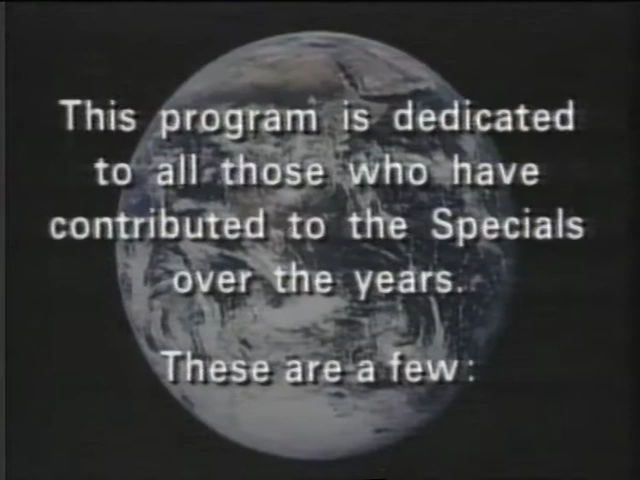 This program is dedicated
to all those who have
contributed to the Specials
over the years.
These are a few: